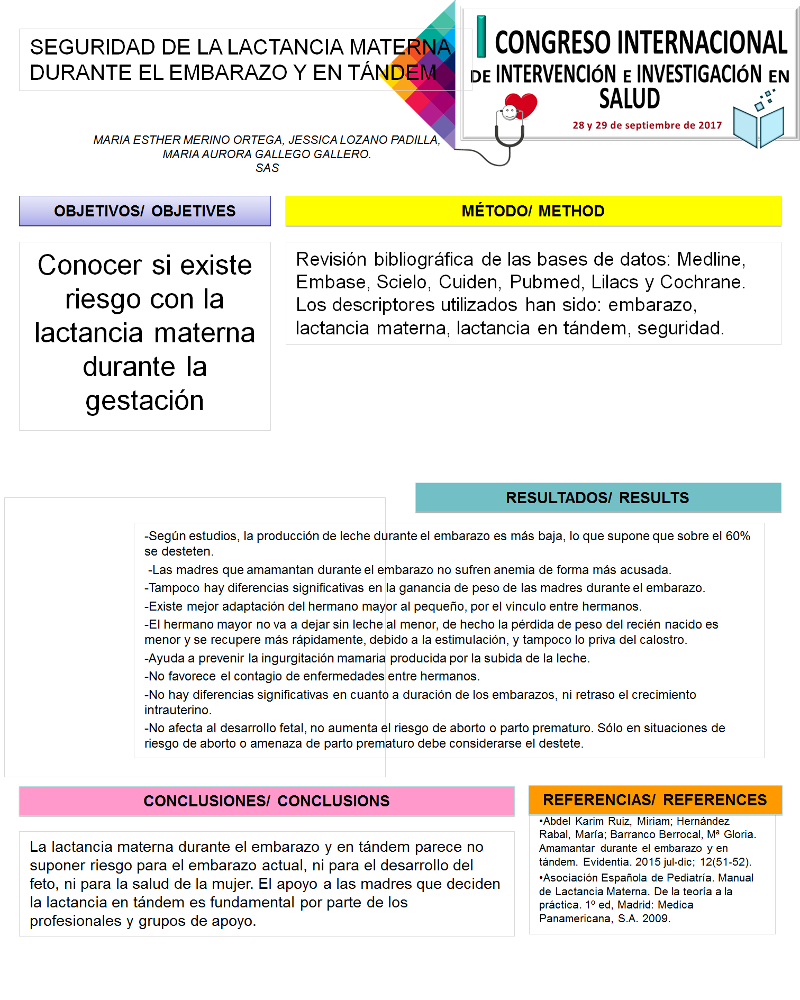 SEGURIDAD DE LA LACTANCIA MATERNA
DURANTE EL EMBARAZO Y EN TÁNDEM
I CONGRESO INTERNACIONAL
DE INTERVENCIÓN E INVESTIGACIÓN EN
SALUD
28 y 29 de septiembre de 2017
MARIA ESTHER MERINO ORTEGA, JESSICA LOZANO PADILLA,
MARIA AURORA GALLEGO GALLERO.
SAS
OBJETIVOS/ OBJETIVES
Conocer si existe
riesgo con la
lactancia materna
durante la
gestación
MÉTODO/ METHOD
Revisión bibliográfica de las bases de datos: Medline,
Embase, Scielo, Cuiden, Pubmed, Lilacs y Cochrane.
Los descriptores utilizados han sido: embarazo,
lactancia materna, lactancia en tándem, seguridad.
RESULTADOS/ RESULTS
-Según estudios, la producción de leche durante el embarazo es más baja, lo que supone que sobre el 60%
se desteten.
-Las madres que amamantan durante el embarazo no sufren anemia de forma más acusada.
-Tampoco hay diferencias significativas en la ganancia de peso de las madres durante el embarazo.
-Existe mejor adaptación del hermano mayor al pequeño, por el vínculo entre hermanos.
-El hermano mayor no va a dejar sin leche al menor, de hecho la pérdida de peso del recién nacido es
menor y se recupere más rápidamente, debido a la estimulación, y tampoco lo priva del calostro.
-Ayuda a prevenir la ingurgitación mamaria producida por la subida de la leche.
-No favorece el contagio de enfermedades entre hermanos.
-No hay diferencias significativas en cuanto a duración de los embarazos, ni retraso el crecimiento
intrauterino.
-No afecta al desarrollo fetal, no aumenta el riesgo de aborto o parto prematuro. Sólo en situaciones de
riesgo de aborto o amenaza de parto prematuro debe considerarse el destete.
CONCLUSIONES/ CONCLUSIONS
La lactancia materna durante el embarazo y en tándem parece no
suponer riesgo para el embarazo actual, ni para el desarrollo del
feto, ni para la salud de la mujer. El apoyo a las madres que deciden
la lactancia en tándem es fundamental por parte de los
profesionales y grupos de apoyo.
REFERENCIAS/ REFERENCES
•Abdel Karim Ruiz, Miriam; Hernández
Rabal, María; Barranco Berrocal, Mª Gloria.
Amamantar durante el embarazo y en
tándem. Evidentia. 2015 jul-dic; 12(51-52).
•Asociación Española de Pediatría. Manual
de Lactancia Materna. De la teoría a la
práctica. 1º ed, Madrid: Medica
Panamericana, S.A. 2009.